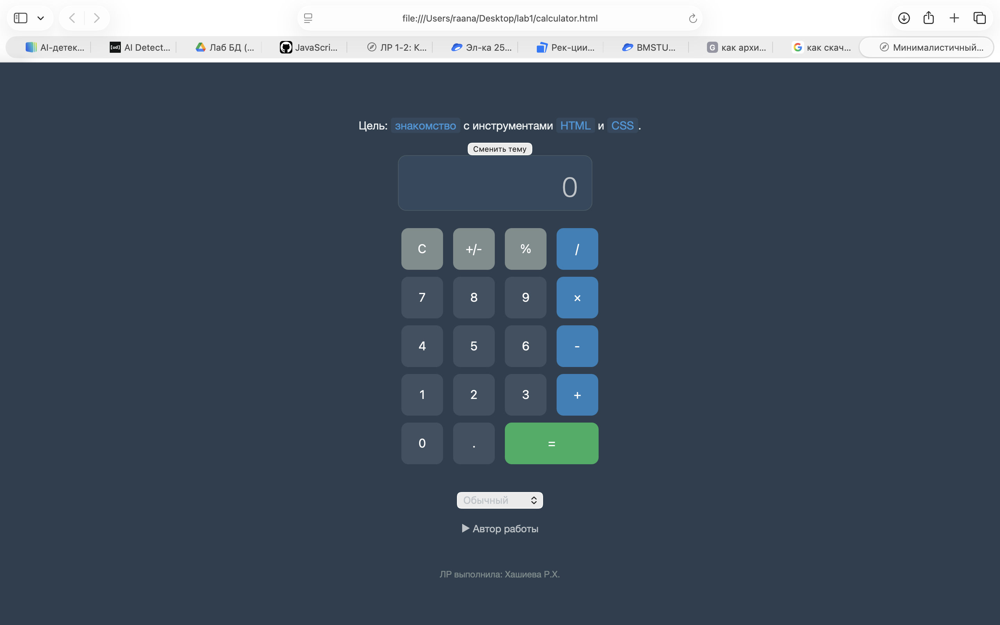 file:///Users/raana/Desktop/lab1/calculator.html
AI-детек... [ud] AI Detect... Лаб БД (... JavaScri... ЛР 1-2: К... Эл-ка 25... Рек-ции... BMSTU... G как архи... G как скач... Минималистичный...
Цель: знакомство с инструментами HTML и CSS .
Сменить тему
0
C +/- % /
7 8 9 ×
4 5 6 -
1 2 3 +
0 . =
Обычный
Автор работы
ЛР выполнила: Хашиева Р.Х.